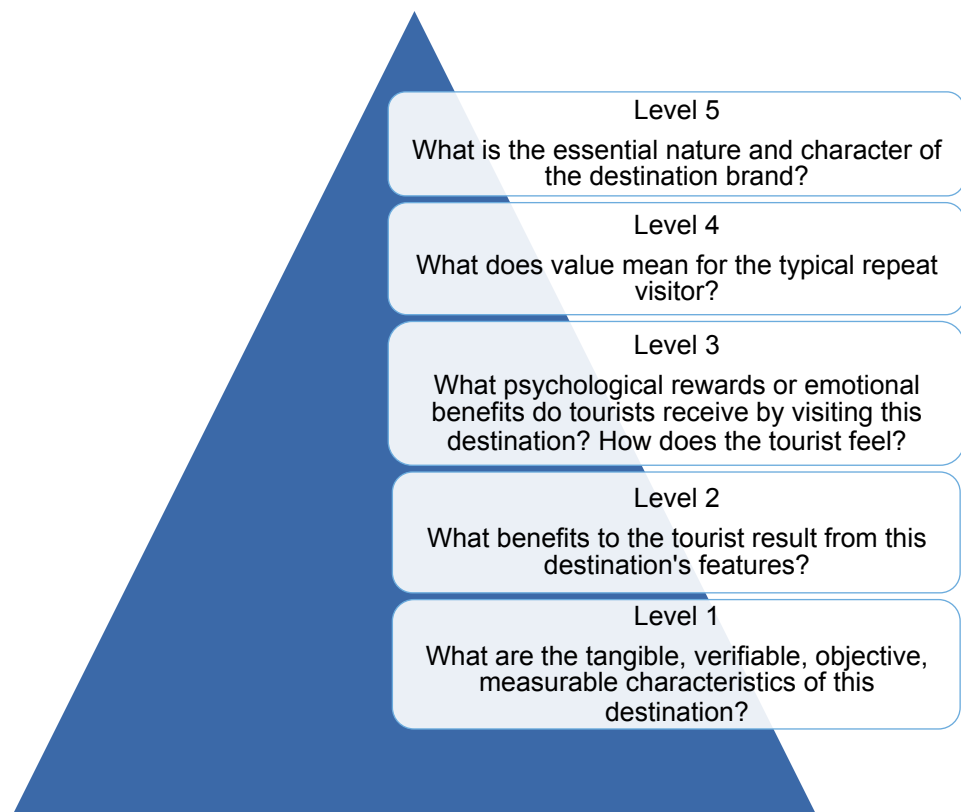 Level 5
What is the essential nature and character of
the destination brand?
Level 4
What does value mean for the typical repeat
visitor?
Level 3
What psychological rewards or emotional
benefits do tourists receive by visiting this
destination? How does the tourist feel?
Level 2
What benefits to the tourist result from this
destination's features?
Level 1
What are the tangible, verifiable, objective,
measurable characteristics of this
destination?